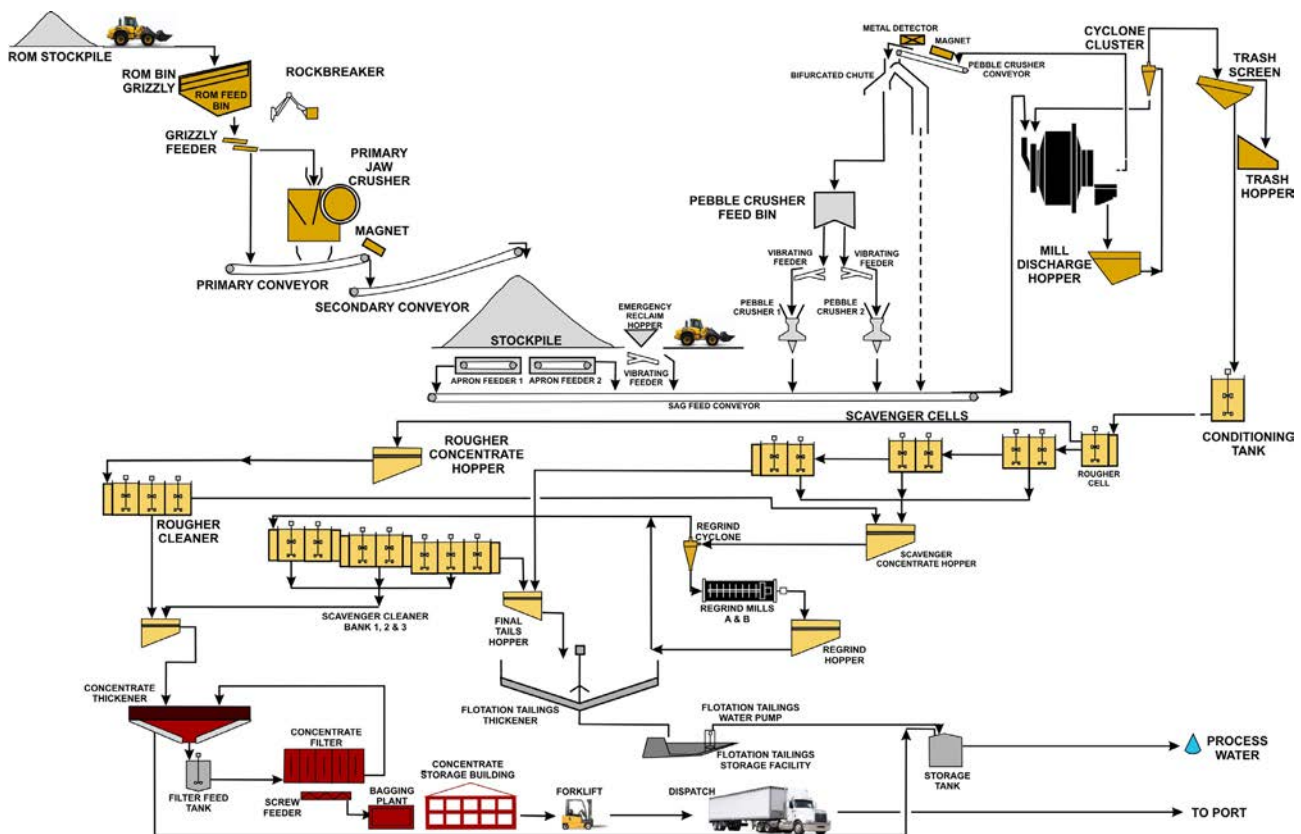 ROM STOCKPILE
ROM BIN
GRIZZLY
ROM FEED
BIN
ROCKBREAKER
GRIZZLY
FEEDER
PRIMARY
JAW
CRUSHER
MAGNET
PRIMARY CONVEYOR
SECONDARY CONVEYOR
METAL DETECTOR
MAGNET
BIFURCATED CHUTE
PEBBLE CRUSHER
CONVEYOR
CYCLONE
CLUSTER
TRASH
SCREEN
TRASH
HOPPER
PEBBLE CRUSHER
FEED BIN
MILL
DISCHARGE
HOPPER
VIBRATING
FEEDER
VIBRATING
FEEDER
PEBBLE
CRUSHER 1
PEBBLE
CRUSHER 2
EMERGENCY
RECLAIM
HOPPER
STOCKPILE
APRON FEEDER 1
APRON FEEDER 2
VIBRATING
FEEDER
SAG FEED CONVEYOR
SCAVENGER CELLS
CONDITIONING
TANK
ROUGHER
CONCENTRATE
HOPPER
ROUGHER
CELL
ROUGHER
CLEANER
REGRIND
CYCLONE
SCAVENGER
CONCENTRATE HOPPER
SCAVENGER CLEANER
BANK 1, 2 & 3
FINAL
TAILS
HOPPER
REGRIND MILLS
A & B
REGRIND
HOPPER
CONCENTRATE
THICKENER
FLOTATION TAILINGS
THICKENER
FLOTATION TAILINGS
WATER PUMP
CONCENTRATE
FILTER
FLOTATION TAILINGS
STORAGE FACILITY
STORAGE
TANK
PROCESS
WATER
FILTER FEED
TANK
SCREW
FEEDER
BAGGING
PLANT
CONCENTRATE
STORAGE BUILDING
FORKLIFT
DISPATCH
TO PORT